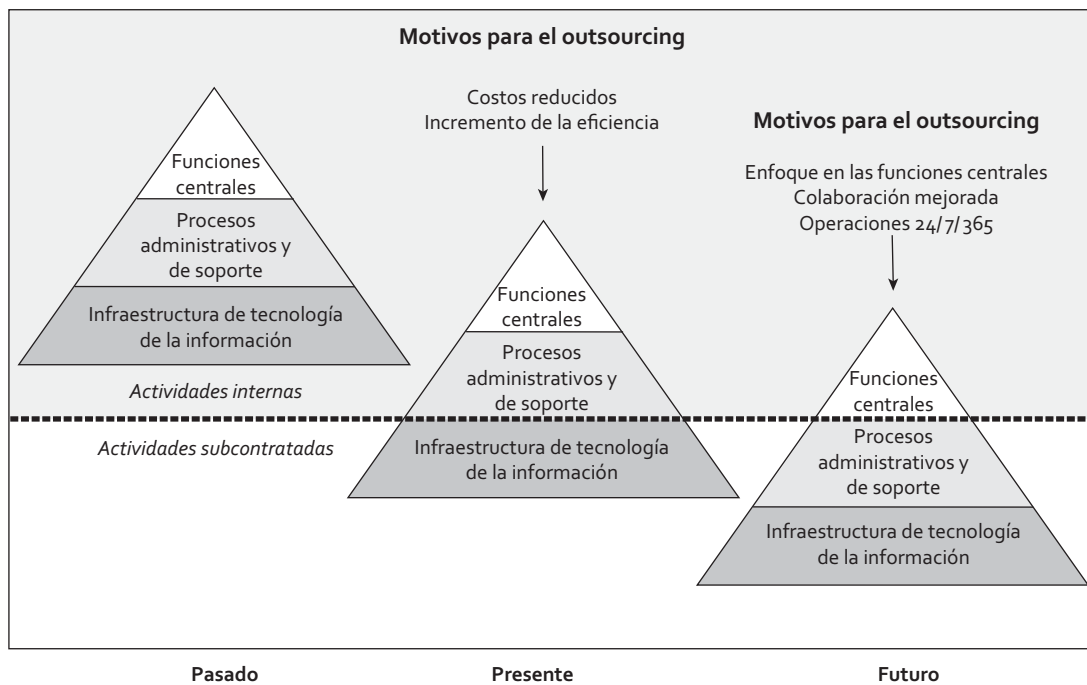 Motivos para el outsourcing
Costos reducidos
Incremento de la eficiencia
Motivos para el outsourcing
Enfoque en las funciones centrales
Colaboración mejorada
Operaciones 24/7/365
Funciones
centrales
Procesos
administrativos y
de soporte
Infraestructura de tecnología
de la información
Actividades internas
Actividades subcontratadas
Funciones
centrales
Procesos
administrativos y
de soporte
Infraestructura de tecnología
de la información
Funciones
centrales
Procesos
administrativos y
de soporte
Infraestructura de tecnología
de la información
Pasado
Presente
Futuro